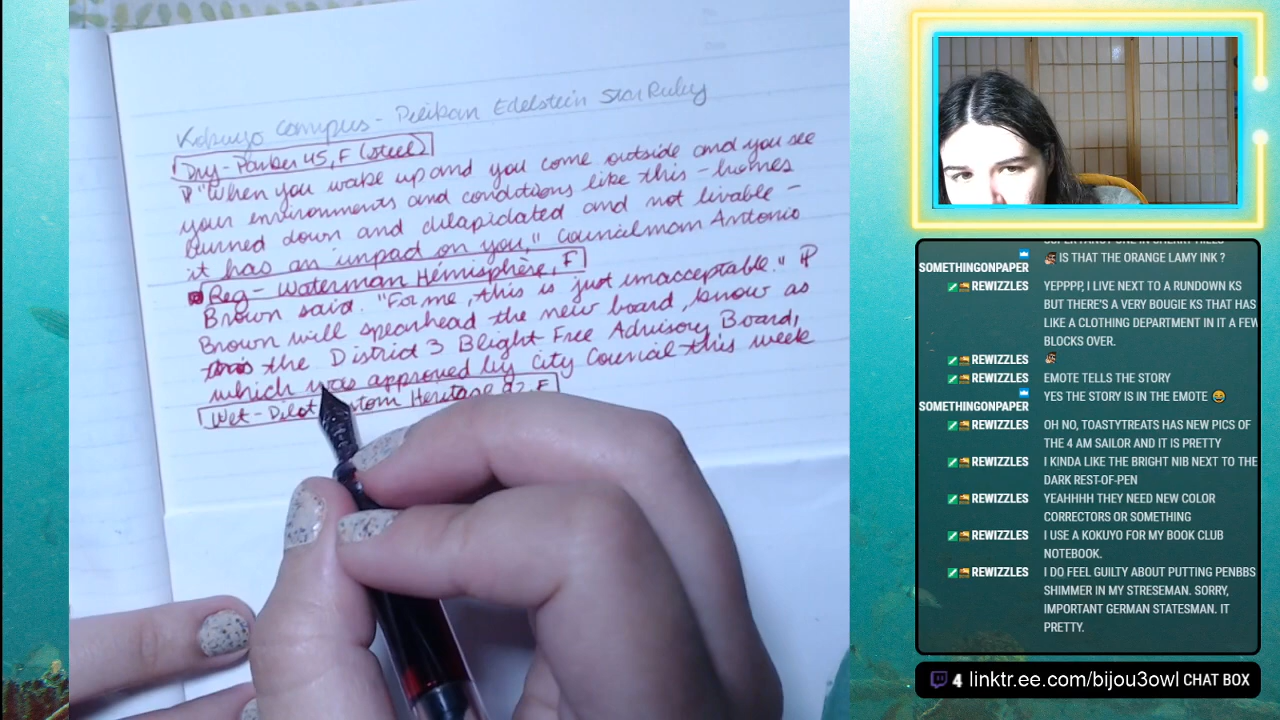 Kokuyo Campus - Pelikan Edelstein Star Ruby
Dry - Parker 45, F (steel)
"When you wake up and you come outside and you see
your environments and conditions like this - homes
burned down and dilapidated and not livable -
it has an impad on you," Councilman Antonio
Reg - Waterman Hémisphère, F
Brown said. "For me, this is just unacceptable."
Brown will spearhead the new board, know as
the District 3 Blight-Free Advisory Board,
which was approved by City Council this week
Wet - Pilot Custom Heritage 92, F
IS THAT THE ORANGE LAMY INK ?
SOMETHINGONPAPER
REWIZZLES YEPPPP, I LIVE NEXT TO A RUNDOWN KS
BUT THERE'S A VERY BOUGIE KS THAT HAS
LIKE A CLOTHING DEPARTMENT IN IT A FEW
BLOCKS OVER.
REWIZZLES
REWIZZLES EMOTE TELLS THE STORY
YES THE STORY IS IN THE EMOTE
SOMETHINGONPAPER
REWIZZLES OH NO, TOASTYTREATS HAS NEW PICS OF
THE 4 AM SAILOR AND IT IS PRETTY
REWIZZLES I KINDA LIKE THE BRIGHT NIB NEXT TO THE
DARK REST-OF-PEN
REWIZZLES YEAHHHH THEY NEED NEW COLOR
CORRECTORS OR SOMETHING
REWIZZLES I USE A KOKUYO FOR MY BOOK CLUB
NOTEBOOK.
REWIZZLES I DO FEEL GUILTY ABOUT PUTTING PENBBS
SHIMMER IN MY STRESEMAN. SORRY,
IMPORTANT GERMAN STATESMAN. IT
PRETTY.
4 linktr.ee.com/bijou3owl CHAT BOX